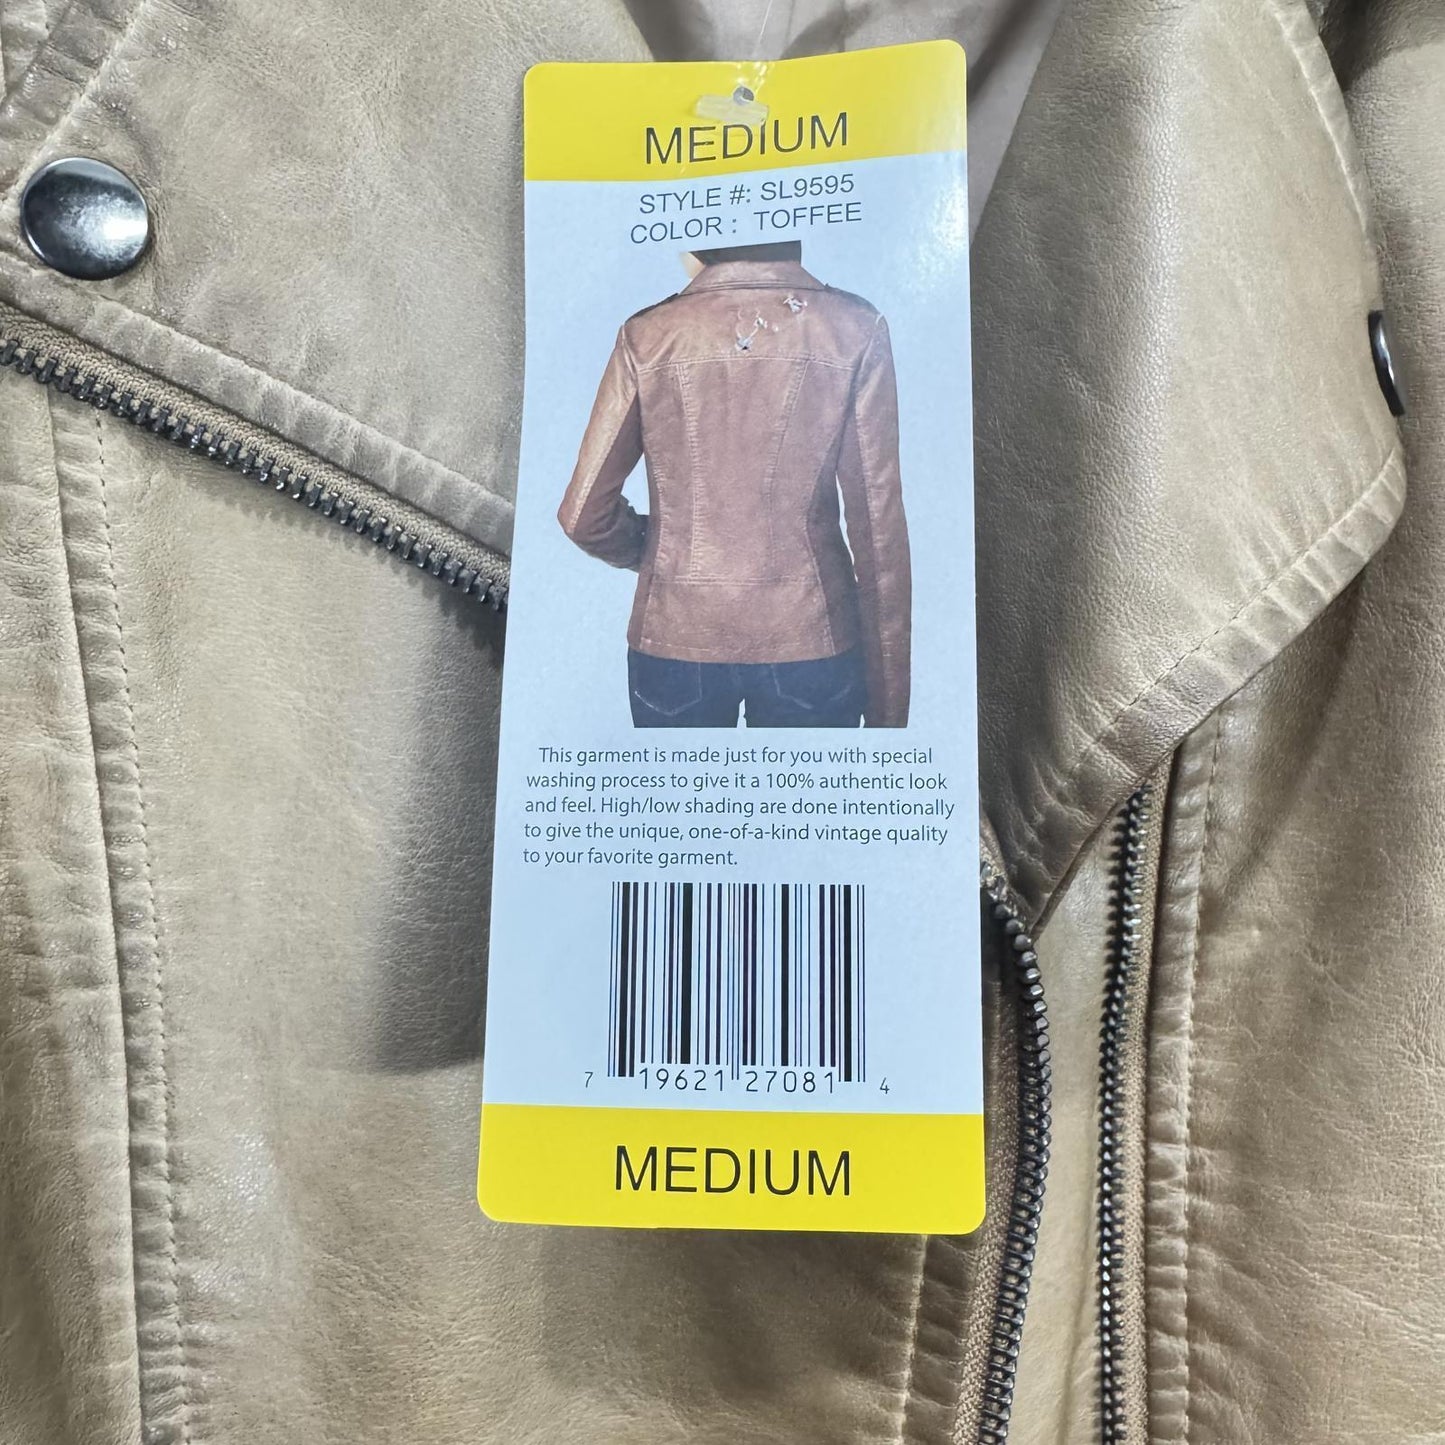 MEDIUM
STYLE #: SL9595
COLOR : TOFFEE
This garment is made just for you with special
washing process to give it a 100% authentic look
and feel. High/low shading are done intentionally
to give the unique, one-of-a-kind vintage quality
to your favorite garment.
7 19621 27081 4
MEDIUM